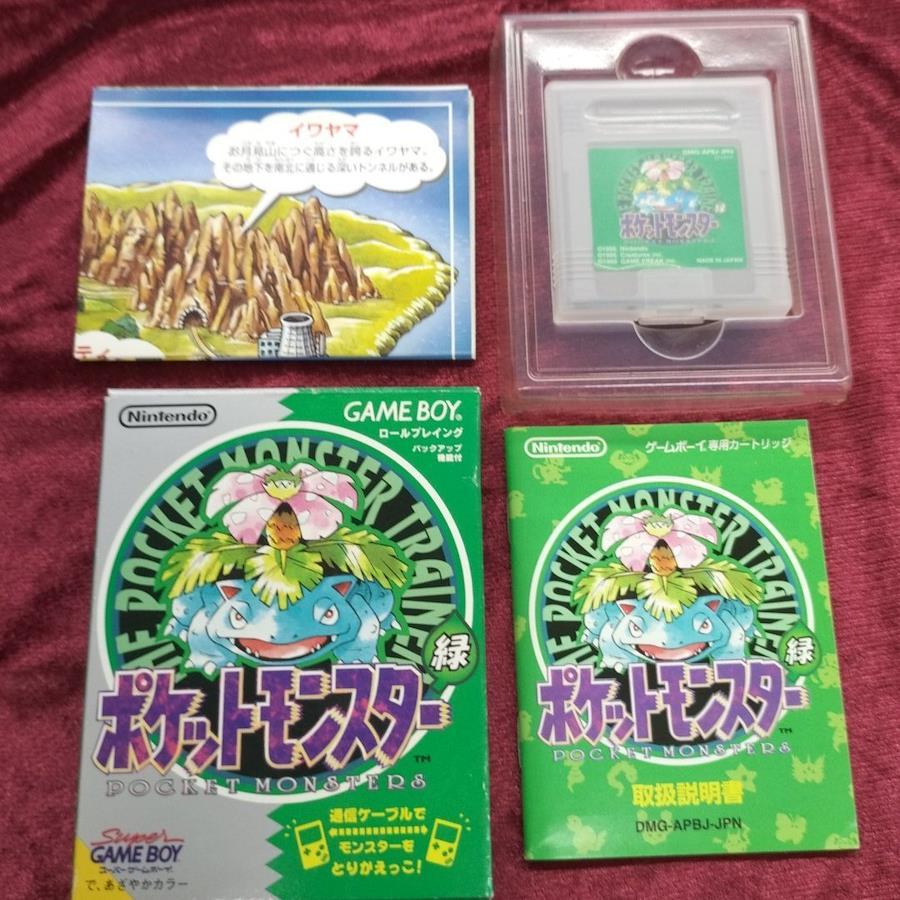 イワヤマ
お月見山につぐ高さを誇るイワヤマ。
その地下を南北に通じる深いトンネルがある。
DMG-APBJ-JPN
ポケットモンスター
緑
POCKET MONSTERS
©1995 Nintendo
©1995 Creatures inc.
©1995 GAME FREAK inc.
MADE IN JAPAN
Nintendo
GAME BOY
ロールプレイング
バックアップ
機能付
POCKET MONSTER TRAINER
緑
ポケットモンスター
TM
POCKET MONSTERS
通信ケーブルで
モンスターを
とりかえっこ!
Super
GAME BOY
スーパーゲームボーイ
で、あざやかカラー
Nintendo
ゲームボーイ専用カートリッジ
POCKET MONSTER TRAINER
緑
ポケットモンスター
TM
POCKET MONSTERS
取扱説明書
DMG-APBJ-JPN